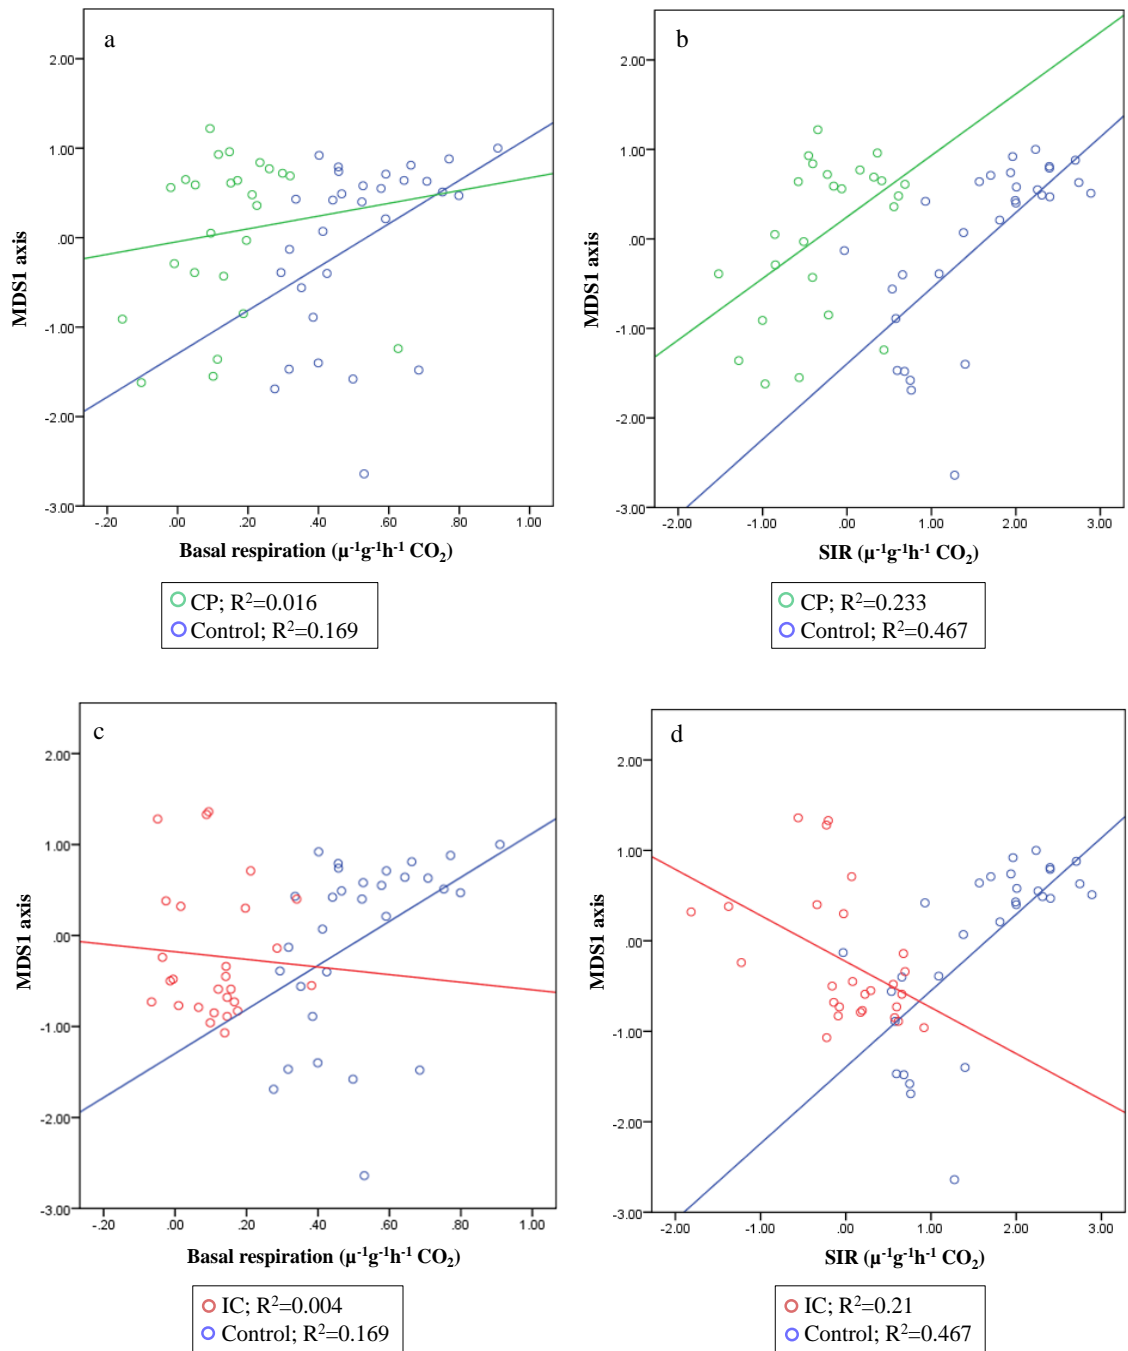 a
2.00
1.00
.00
-1.00
-2.00
-3.00
MDS1 axis
-.20 .00 .20 .40 .60 .80 1.00
Basal respiration (µ⁻¹g⁻¹h⁻¹ CO₂)
CP; R²=0.016
Control; R²=0.169
b
2.00
1.00
.00
-1.00
-2.00
-3.00
MDS1 axis
-2.00 -1.00 .00 1.00 2.00 3.00
SIR (µ⁻¹g⁻¹h⁻¹ CO₂)
CP; R²=0.233
Control; R²=0.467
c
2.00
1.00
.00
-1.00
-2.00
-3.00
MDS1 axis
-.20 .00 .20 .40 .60 .80 1.00
Basal respiration (µ⁻¹g⁻¹h⁻¹ CO₂)
IC; R²=0.004
Control; R²=0.169
d
2.00
1.00
.00
-1.00
-2.00
-3.00
MDS1 axis
-2.00 -1.00 .00 1.00 2.00 3.00
SIR (µ⁻¹g⁻¹h⁻¹ CO₂)
IC; R²=0.21
Control; R²=0.467